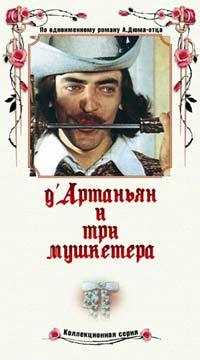 По одноименному роману А.Дюма-отца
д'Артаньян и
три
мушкетера
Коллекционная серия